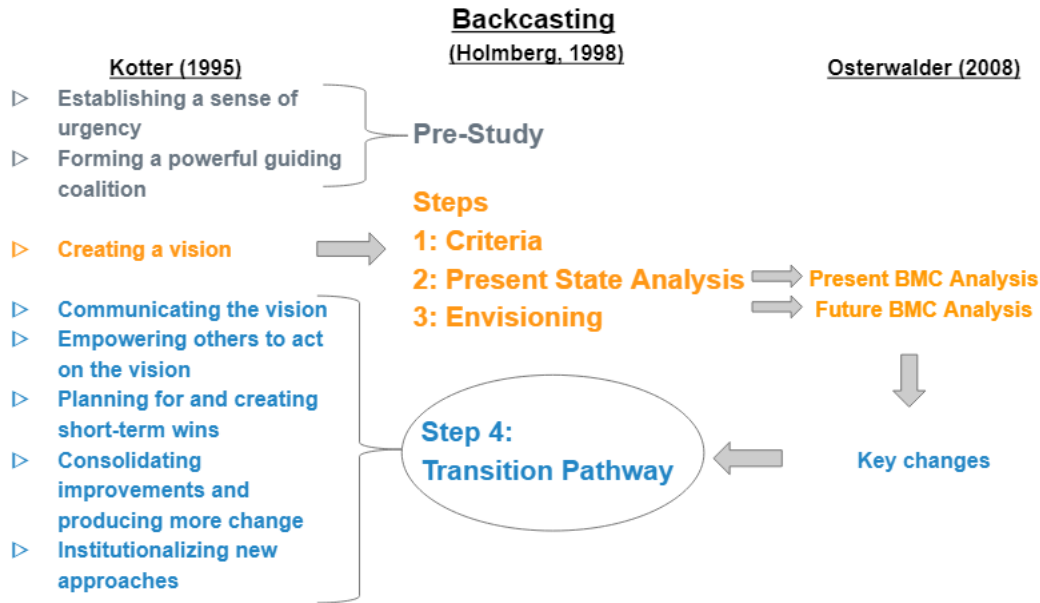 Backcasting
(Holmberg, 1998)
Kotter (1995)
Establishing a sense of
urgency
Forming a powerful guiding
coalition
Creating a vision
Communicating the vision
Empowering others to act
on the vision
Planning for and creating
short-term wins
Consolidating
improvements and
producing more change
Institutionalizing new
approaches
Pre-Study
Steps
1: Criteria
2: Present State Analysis
3: Envisioning
Step 4:
Transition Pathway
Osterwalder (2008)
Present BMC Analysis
Future BMC Analysis
Key changes